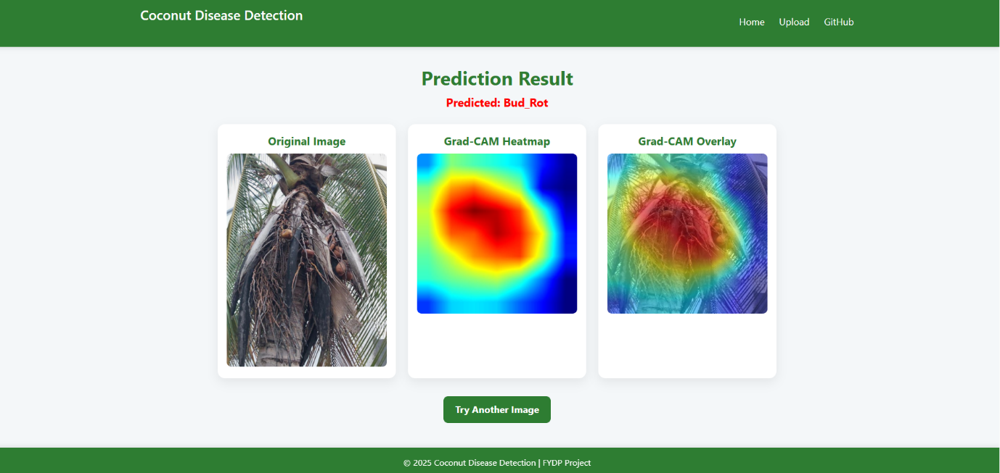 Coconut Disease Detection
Home Upload GitHub
Prediction Result
Predicted: Bud_Rot
Original Image
Grad-CAM Heatmap
Grad-CAM Overlay
Try Another Image
© 2025 Coconut Disease Detection | FYDP Project